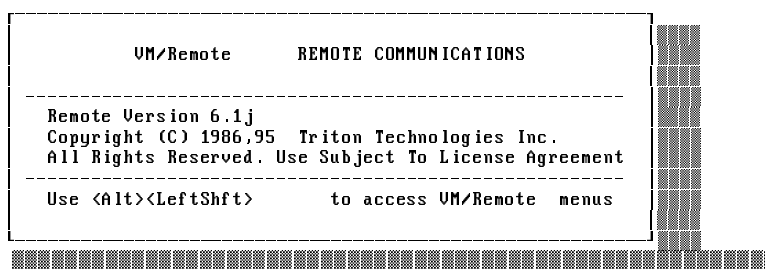 VM/Remote REMOTE COMMUNICATIONS
Remote Version 6.1j
Copyright (C) 1986,95 Triton Technologies Inc.
All Rights Reserved. Use Subject To License Agreement
Use <Alt><LeftShft> to access VM/Remote menus